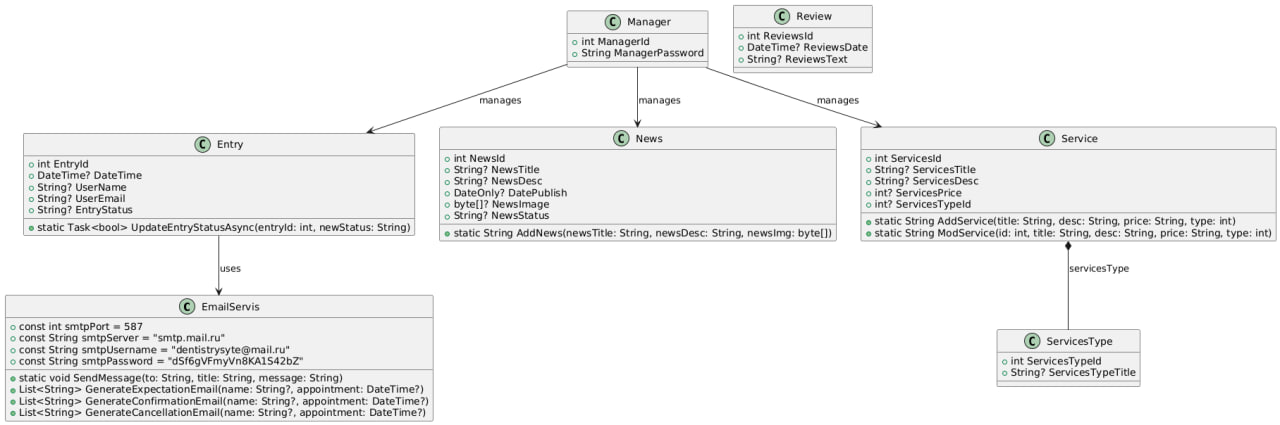 C Manager
int ManagerId
String ManagerPassword
C Review
int ReviewsId
DateTime? ReviewsDate
String? ReviewsText
manages
manages
manages
C Entry
int EntryId
DateTime? DateTime
String? UserName
String? UserEmail
String? EntryStatus
static Task<bool> UpdateEntryStatusAsync(entryId: int, newStatus: String)
C News
int NewsId
String? NewsTitle
String? NewsDesc
DateOnly? DatePublish
byte[]? NewsImage
String? NewsStatus
static String AddNews(newsTitle: String, newsDesc: String, newsImg: byte[])
C Service
int ServicesId
String? ServicesTitle
String? ServicesDesc
int? ServicesPrice
int? ServicesTypeId
static String AddService(title: String, desc: String, price: String, type: int)
static String ModService(id: int, title: String, desc: String, price: String, type: int)
uses
servicesType
C EmailServis
const int smtpPort = 587
const String smtpServer = "smtp.mail.ru"
const String smtpUsername = "dentistrysyte@mail.ru"
const String smtpPassword = "dSf6gVFmyVn8KA1S42bZ"
static void SendMessage(to: String, title: String, message: String)
List<String> GenerateExpectationEmail(name: String?, appointment: DateTime?)
List<String> GenerateConfirmationEmail(name: String?, appointment: DateTime?)
List<String> GenerateCancellationEmail(name: String?, appointment: DateTime?)
C ServicesType
int ServicesTypeId
String? ServicesTypeTitle